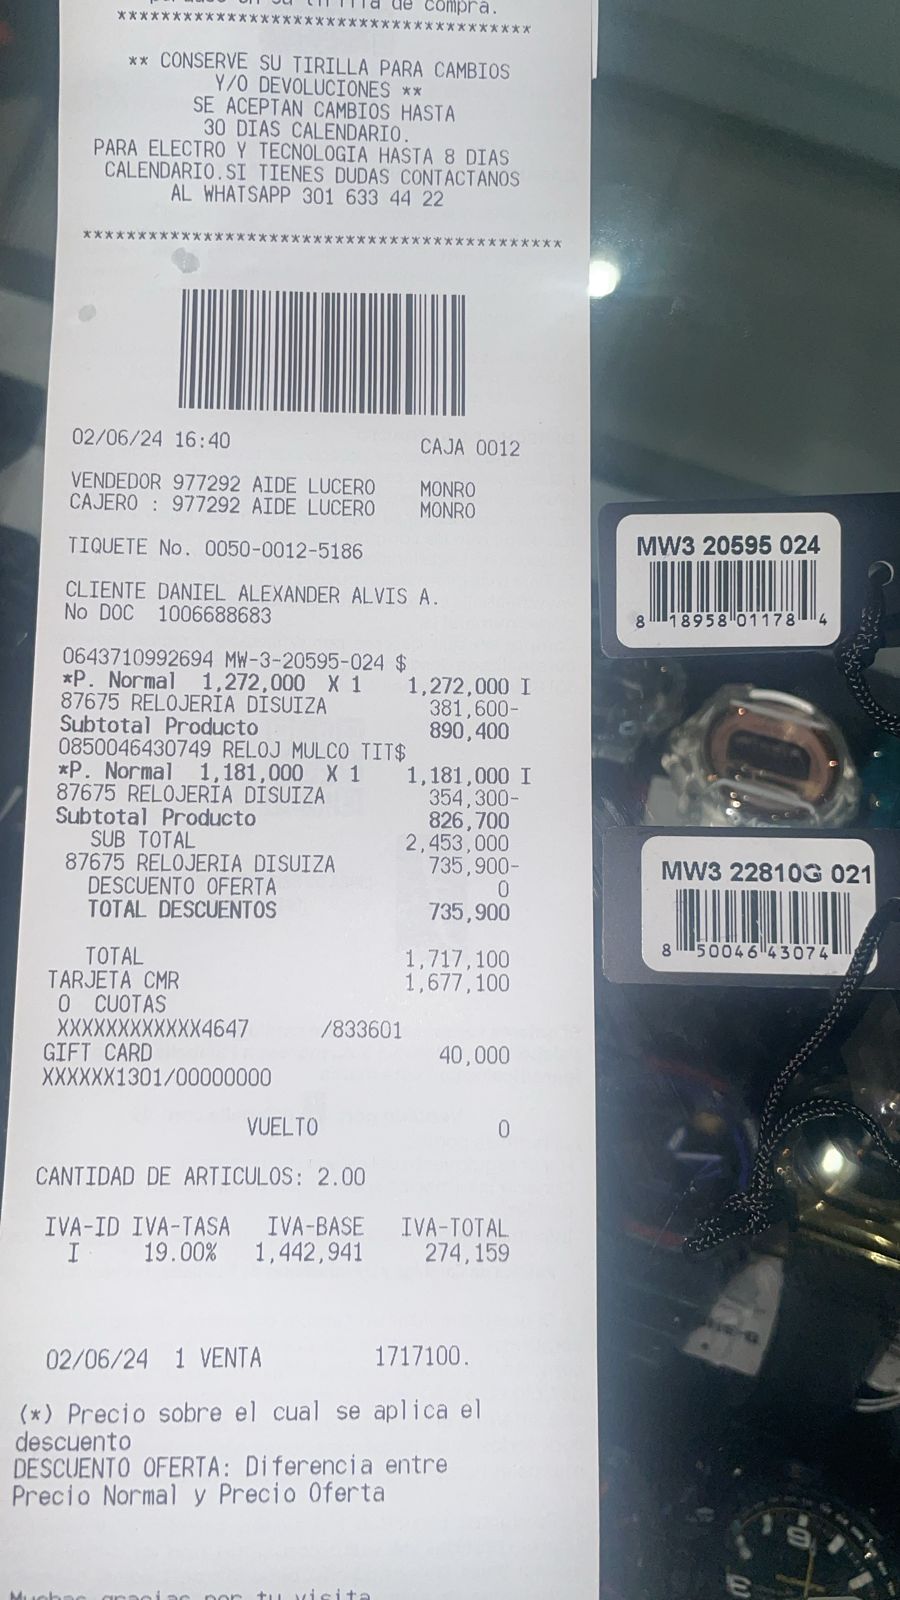 de compra.
***********************************
** CONSERVE SU TIRILLA PARA CAMBIOS
Y/O DEVOLUCIONES **
SE ACEPTAN CAMBIOS HASTA
30 DIAS CALENDARIO.
PARA ELECTRO Y TECNOLOGIA HASTA 8 DIAS
CALENDARIO.SI TIENES DUDAS CONTACTANOS
AL WHATSAPP 301 633 44 22
***************************************
02/06/24 16:40 CAJA 0012
VENDEDOR 977292 AIDE LUCERO MONRO
CAJERO : 977292 AIDE LUCERO MONRO
TIQUETE No. 0050-0012-5186
CLIENTE DANIEL ALEXANDER ALVIS A.
No DOC 1006688683
0643710992694 MW-3-20595-024 $
*P. Normal 1,272,000 X 1 1,272,000 I
87675 RELOJERIA DISUIZA 381,600-
Subtotal Producto 890,400
0850046430749 RELOJ MULCO TIT$
*P. Normal 1,181,000 X 1 1,181,000 I
87675 RELOJERIA DISUIZA 354,300-
Subtotal Producto 826,700
SUB TOTAL 2,453,000
87675 RELOJERIA DISUIZA 735,900-
DESCUENTO OFERTA 0
TOTAL DESCUENTOS 735,900
TOTAL 1,717,100
TARJETA CMR 1,677,100
0 CUOTAS
XXXXXXXXXXXX4647 /833601
GIFT CARD 40,000
XXXXXX1301/00000000
VUELTO 0
CANTIDAD DE ARTICULOS: 2.00
IVA-ID IVA-TASA IVA-BASE IVA-TOTAL
I 19.00% 1,442,941 274,159
02/06/24 1 VENTA 1717100.
(*) Precio sobre el cual se aplica el
descuento
DESCUENTO OFERTA: Diferencia entre
Precio Normal y Precio Oferta
Muchas gracias por tu visita
MW3 20595 024
8 18958 01178 4
MW3 22810G 021
8 50046 43074